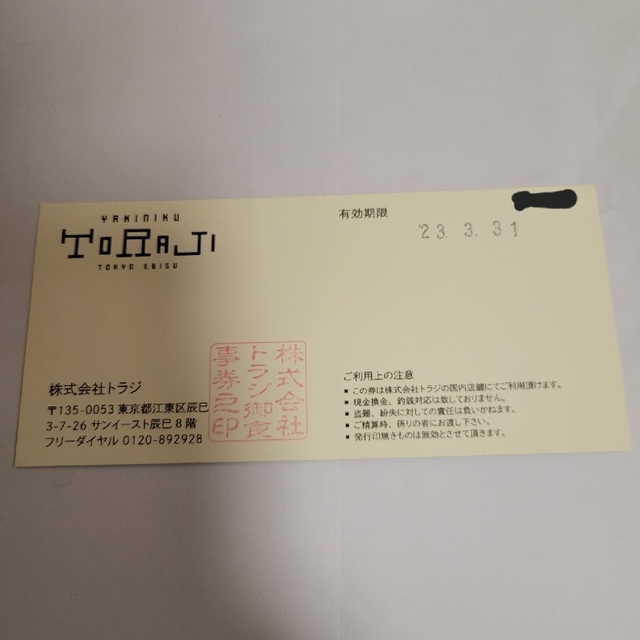 YAKINIKU
TORAJI
TOKYO EBISU
有効期限
'23. 3. 31
株式会社トラジ
〒135-0053 東京都江東区辰巳
3-7-26 サンイースト辰巳8階
フリーダイヤル 0120-892928
株式会社
トラジ御食
事券之印
ご利用上の注意
■ この券は株式会社トラジの国内店舗にてご利用頂けます。
■ 現金換金、釣銭対応は致しておりません。
■ 盗難、紛失に対しての責任は負いかねます。
■ ご精算時、係りの者にお渡し下さい。
■ 発行印無きものは無効とさせて頂きます。